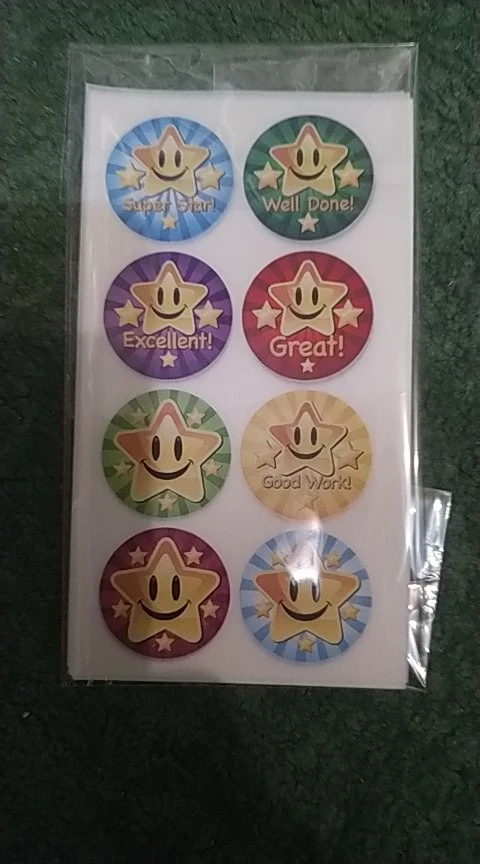 Super Star!
Well Done!
Excellent!
Great!
Good Work!